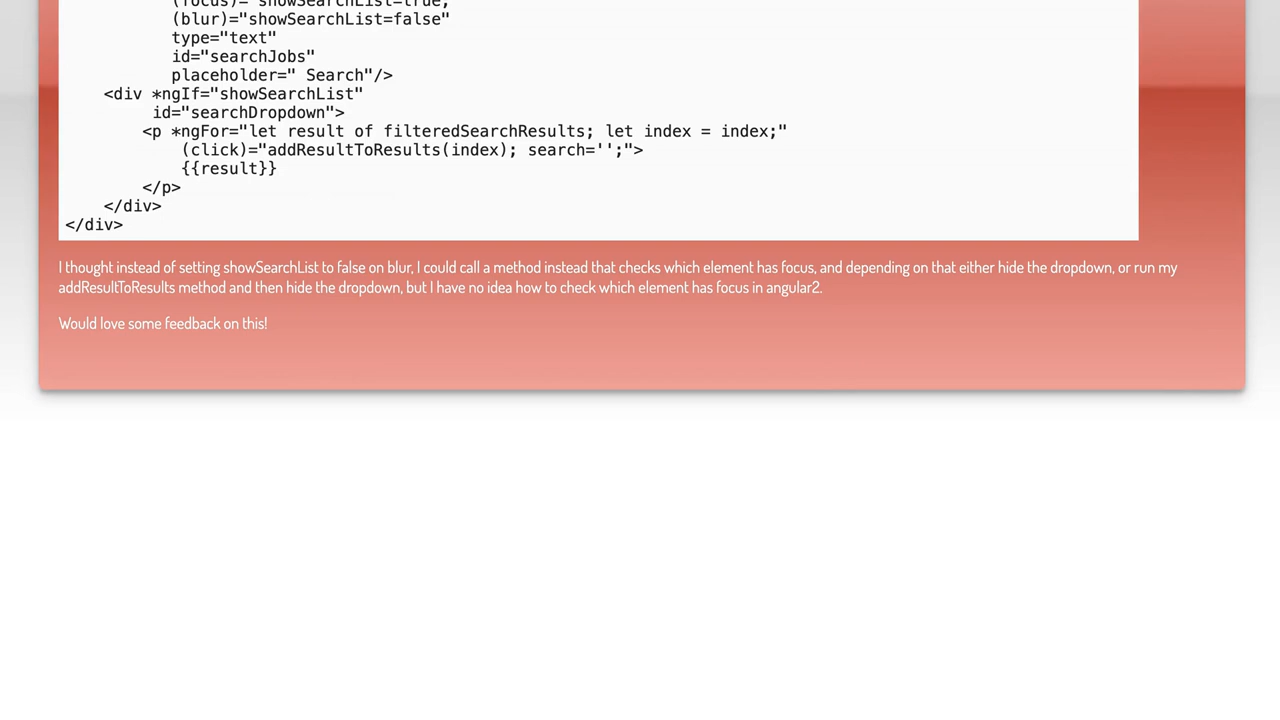 (focus)="showSearchList=true;
(blur)="showSearchList=false"
type="text"
id="searchJobs"
placeholder=" Search"/>
<div *ngIf="showSearchList"
id="searchDropdown">
<p *ngFor="let result of filteredSearchResults; let index = index;"
(click)="addResultToResults(index); search='';">
{{result}}
</p>
</div>
</div>
I thought instead of setting showSearchList to false on blur, I could call a method instead that checks which element has focus, and depending on that either hide the dropdown, or run my
addResultToResults method and then hide the dropdown, but I have no idea how to check which element has focus in angular2.
Would love some feedback on this!